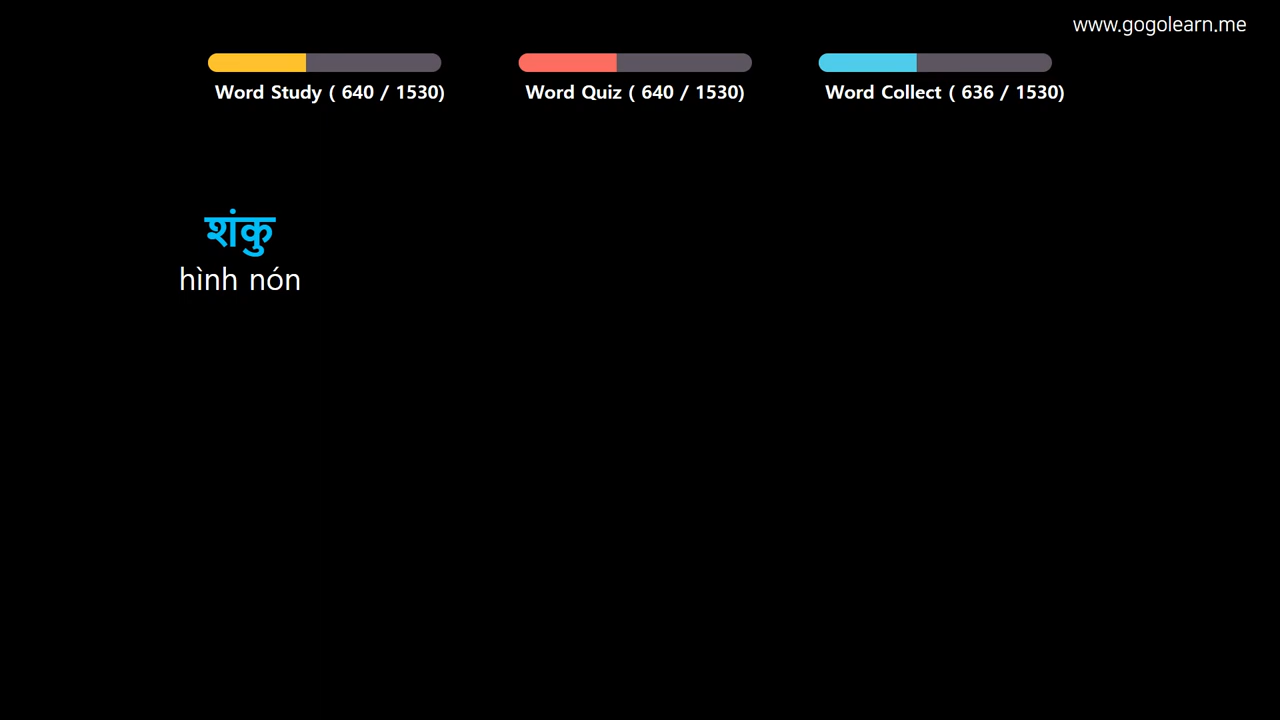 www.gogolearn.me
Word Study ( 640 / 1530)
Word Quiz ( 640 / 1530)
Word Collect ( 636 / 1530)
शंकु
hình nón